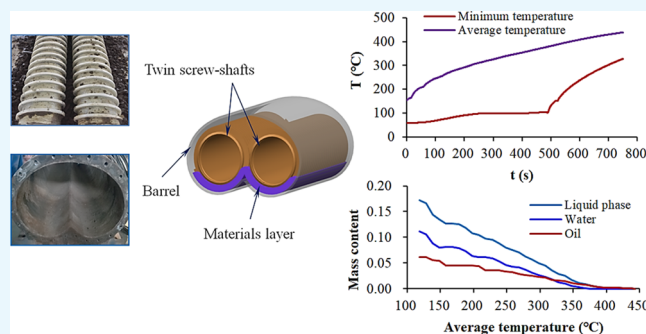 Twin screw-shafts
Barrel
Materials layer
500
400
300
200
100
0
T (℃)
Minimum temperature
Average temperature
0 100 200 300 400 500 600 700 800
t (s)
0.20
0.15
0.10
0.05
0.00
Mass content
Liquid phase
Water
Oil
100 150 200 250 300 350 400 450
Average temperature (℃)